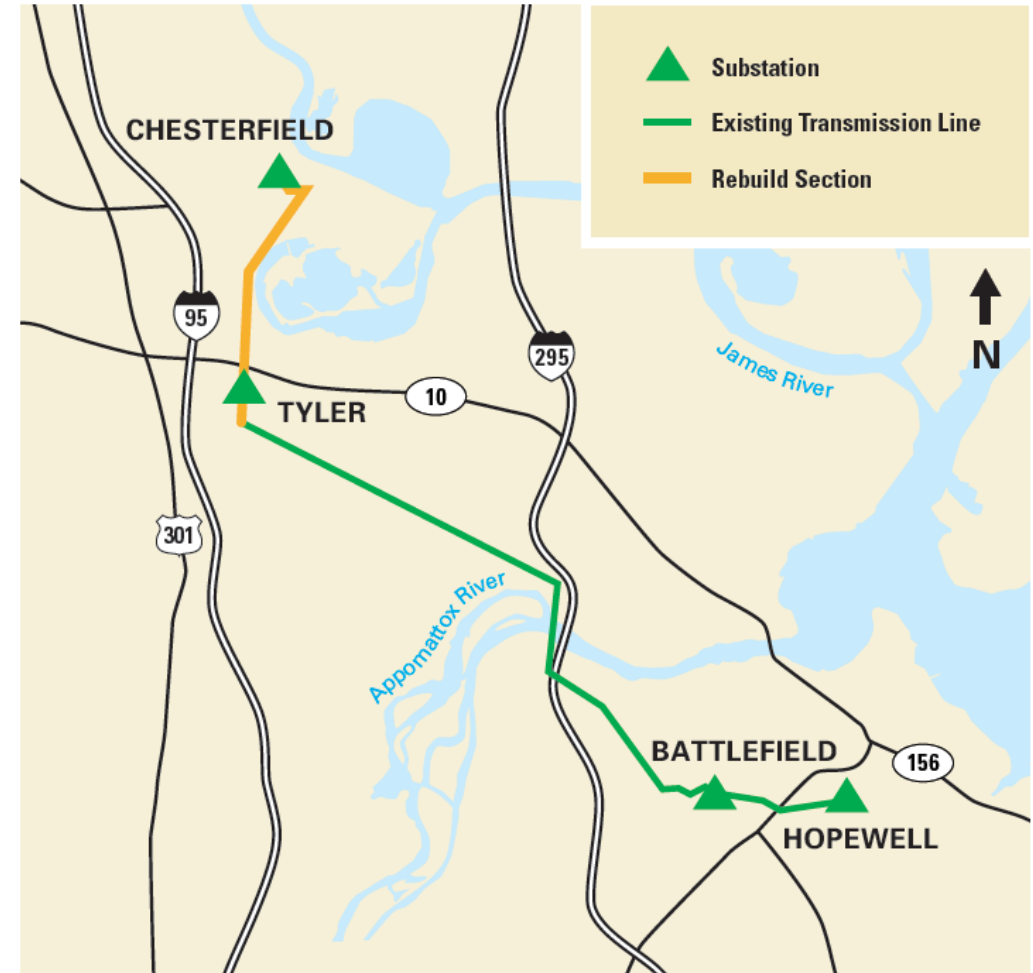 Substation
Existing Transmission Line
Rebuild Section
CHESTERFIELD
95
295
N
James River
10
TYLER
301
Appomattox River
BATTLEFIELD
156
HOPEWELL